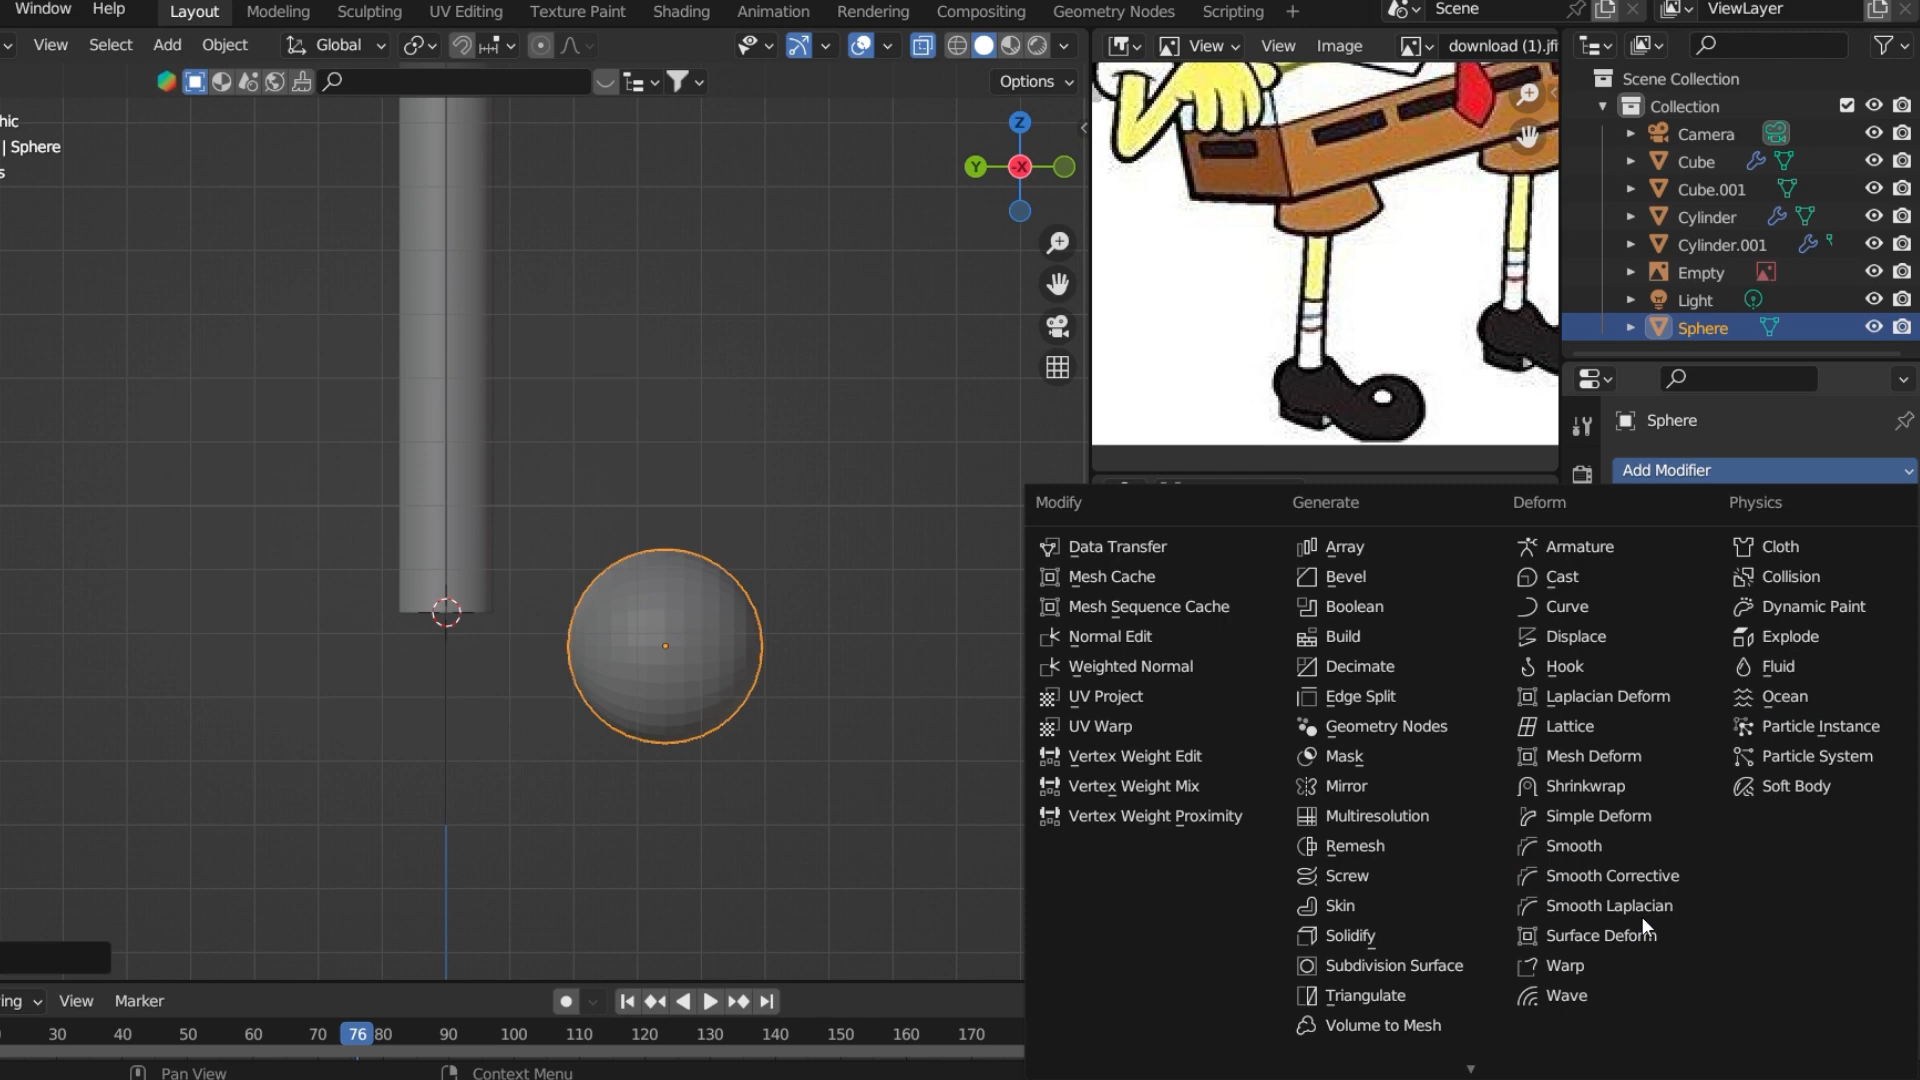 Window Help Layout Modeling Sculpting UV Editing Texture Paint Shading Animation Rendering Compositing Geometry Nodes Scripting + Scene ViewLayer
View Select Add Object Global View View Image download (1).jfi
Options
hic
| Sphere
s
Z
Y
-X
Scene Collection
Collection
Camera
Cube
Cube.001
Cylinder
Cylinder.001
Empty
Light
Sphere
Sphere
Add Modifier
Modify Generate Deform Physics
Data Transfer Array Armature Cloth
Mesh Cache Bevel Cast Collision
Mesh Sequence Cache Boolean Curve Dynamic Paint
Normal Edit Build Displace Explode
Weighted Normal Decimate Hook Fluid
UV Project Edge Split Laplacian Deform Ocean
UV Warp Geometry Nodes Lattice Particle Instance
Vertex Weight Edit Mask Mesh Deform Particle System
Vertex Weight Mix Mirror Shrinkwrap Soft Body
Vertex Weight Proximity Multiresolution Simple Deform
Remesh Smooth
Screw Smooth Corrective
Skin Smooth Laplacian
Solidify Surface Deform
Subdivision Surface Warp
Triangulate Wave
Volume to Mesh
ing View Marker
30 40 50 60 70 76 80 90 100 110 120 130 140 150 160 170
Pan View Context Menu